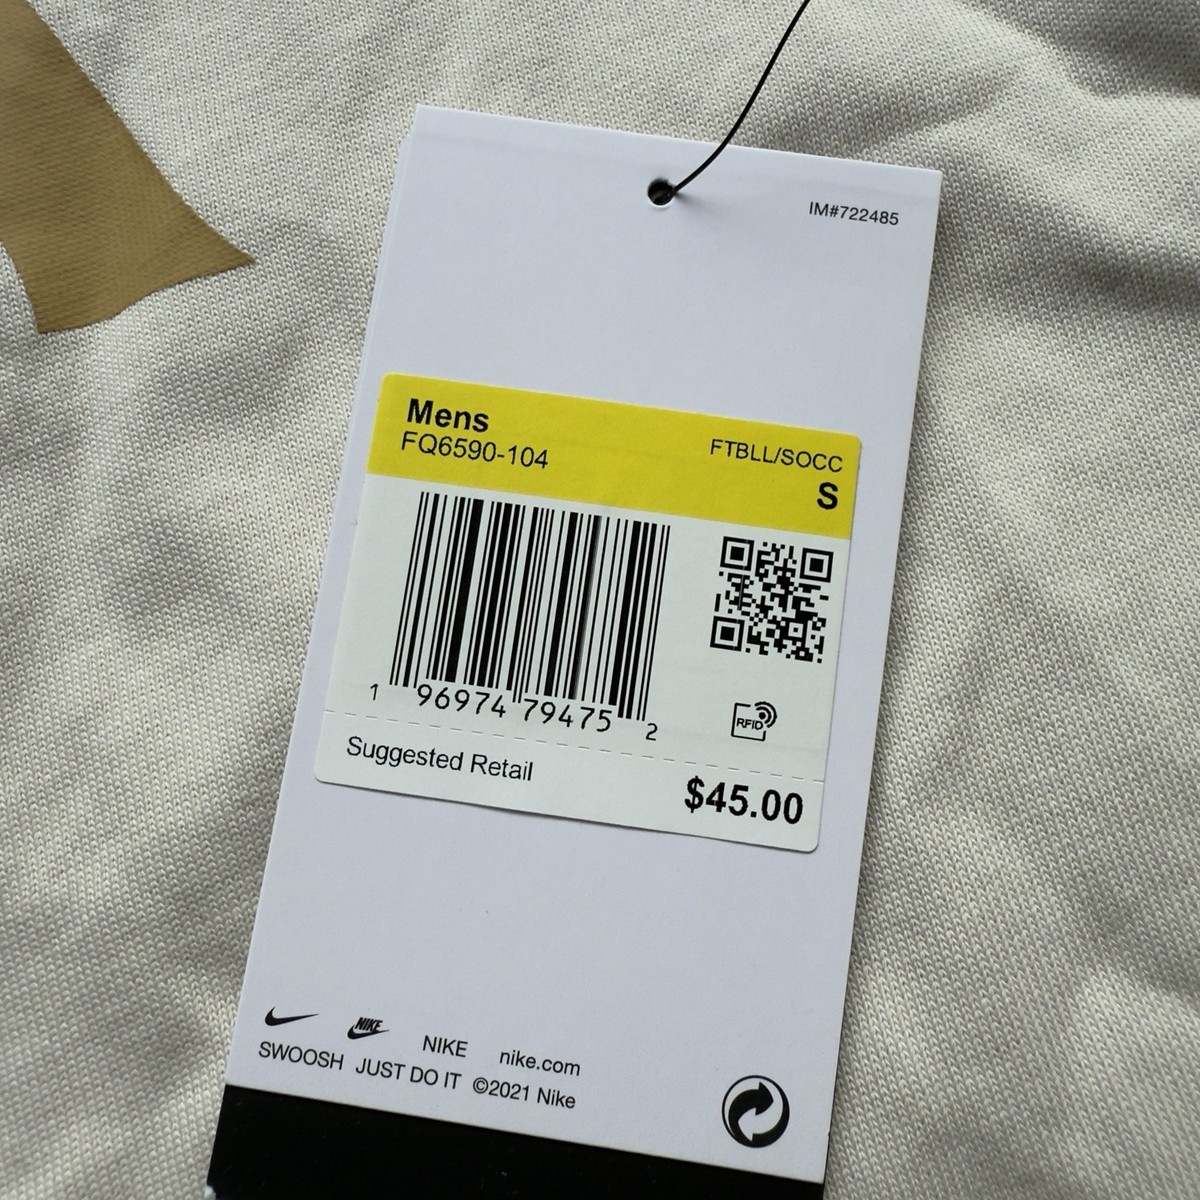 IM#722485
Mens
FQ6590-104
FTBLL/SOCC
S
1 96974 79475 2
RFID
Suggested Retail
$45.00
NIKE NIKE nike.com
SWOOSH JUST DO IT ©2021 Nike